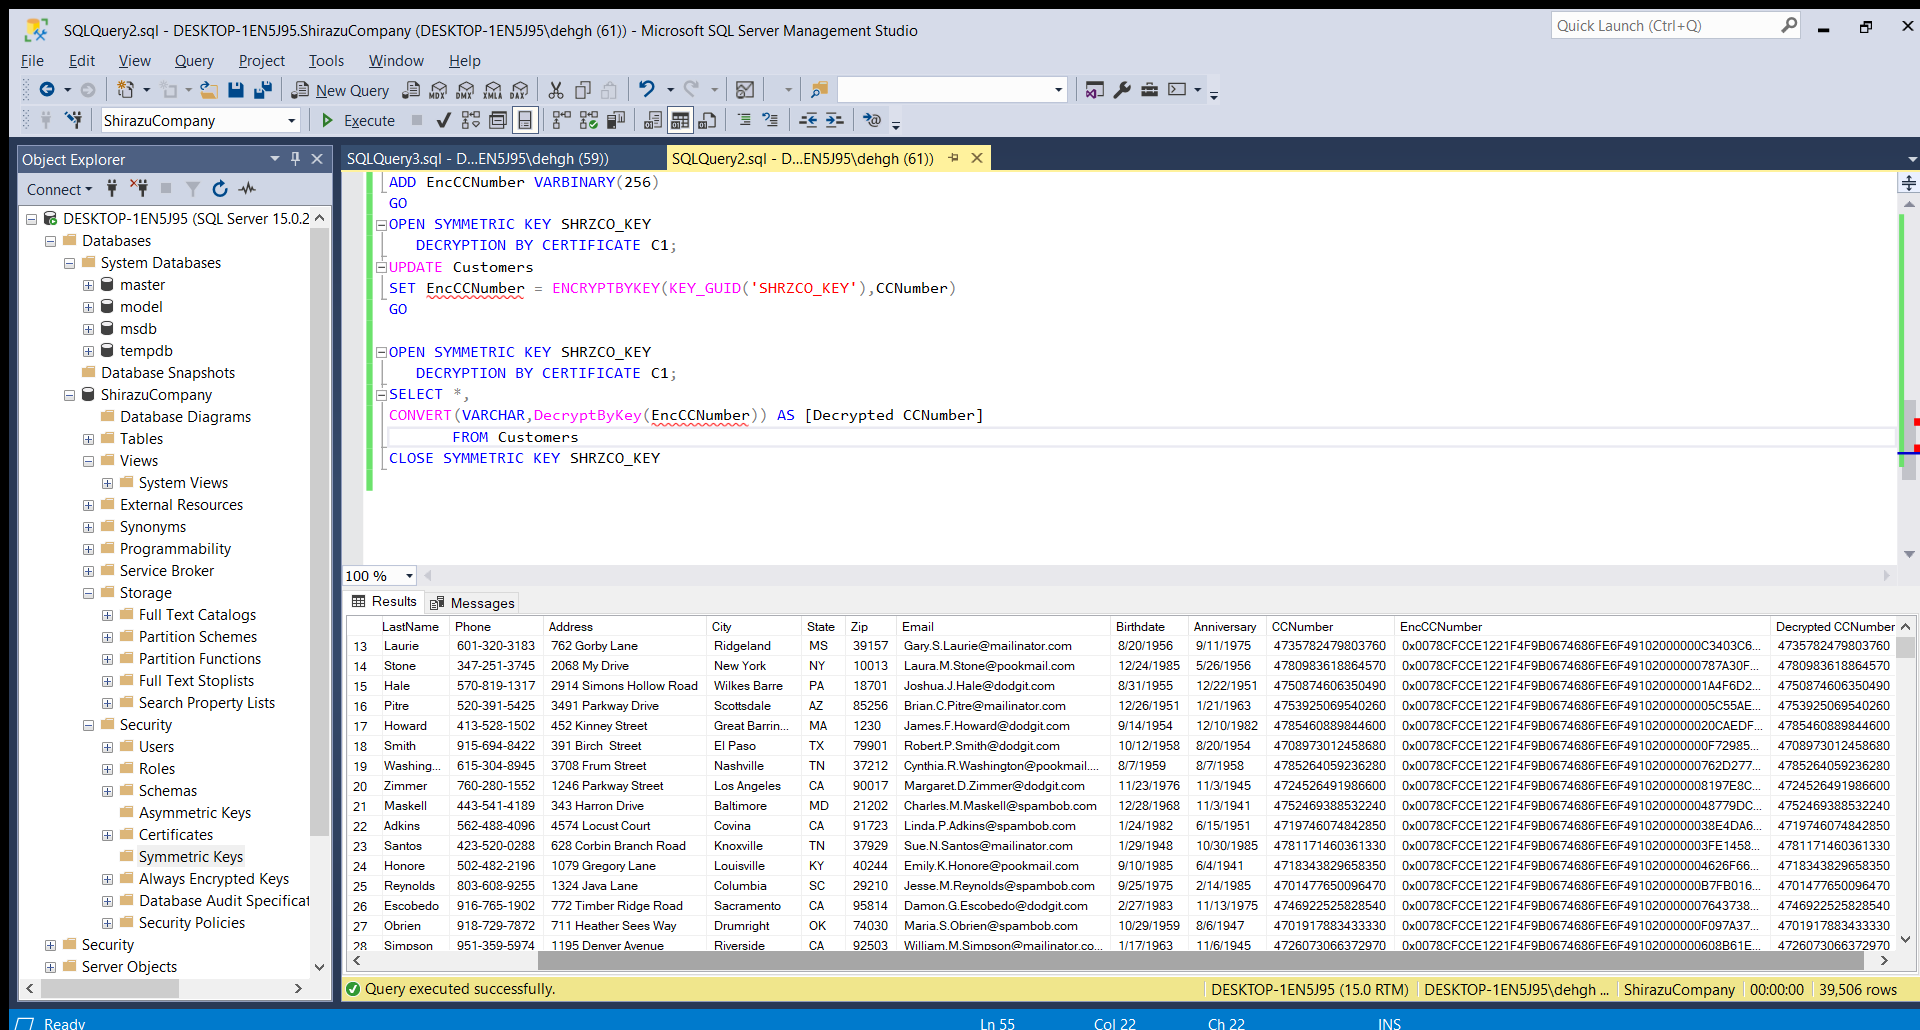 SQLQuery2.sql - DESKTOP-1EN5J95.ShirazuCompany (DESKTOP-1EN5J95\dehgh (61)) - Microsoft SQL Server Management Studio
Quick Launch (Ctrl+Q)
File Edit View Query Project Tools Window Help
New Query MDX DMX XMLA DAX
ShirazuCompany Execute
Object Explorer
Connect
DESKTOP-1EN5J95 (SQL Server 15.0.2
Databases
System Databases
master
model
msdb
tempdb
Database Snapshots
ShirazuCompany
Database Diagrams
Tables
Views
System Views
External Resources
Synonyms
Programmability
Service Broker
Storage
Full Text Catalogs
Partition Schemes
Partition Functions
Full Text Stoplists
Search Property Lists
Security
Users
Roles
Schemas
Asymmetric Keys
Certificates
Symmetric Keys
Always Encrypted Keys
Database Audit Specificat
Security Policies
Security
Server Objects
SQLQuery3.sql - D...EN5J95\dehgh (59)) SQLQuery2.sql - D...EN5J95\dehgh (61))
ADD EncCCNumber VARBINARY(256)
GO
OPEN SYMMETRIC KEY SHRZCO_KEY
DECRYPTION BY CERTIFICATE C1;
UPDATE Customers
SET EncCCNumber = ENCRYPTBYKEY(KEY_GUID('SHRZCO_KEY'),CCNumber)
GO
OPEN SYMMETRIC KEY SHRZCO_KEY
DECRYPTION BY CERTIFICATE C1;
SELECT *,
CONVERT(VARCHAR,DecryptByKey(EncCCNumber)) AS [Decrypted CCNumber]
FROM Customers
CLOSE SYMMETRIC KEY SHRZCO_KEY
100 %
Results Messages
LastName Phone Address City State Zip Email Birthdate Anniversary CCNumber EncCCNumber Decrypted CCNumber
13 Laurie 601-320-3183 762 Gorby Lane Ridgeland MS 39157 Gary.S.Laurie@mailinator.com 8/20/1956 9/11/1975 4735782479803760 0x0078CFCCE1221F4F9B0674686FE6F49102000000C3403C6... 4735782479803760
14 Stone 347-251-3745 2068 My Drive New York NY 10013 Laura.M.Stone@pookmail.com 12/24/1985 5/26/1956 4780983618864570 0x0078CFCCE1221F4F9B0674686FE6F49102000000787A30F... 4780983618864570
15 Hale 570-819-1317 2914 Simons Hollow Road Wilkes Barre PA 18701 Joshua.J.Hale@dodgit.com 8/31/1955 12/22/1951 4750874606350490 0x0078CFCCE1221F4F9B0674686FE6F491020000001A4F6D2... 4750874606350490
16 Pitre 520-391-5425 3491 Parkway Drive Scottsdale AZ 85256 Brian.C.Pitre@mailinator.com 12/26/1951 1/21/1963 4753925069540260 0x0078CFCCE1221F4F9B0674686FE6F491020000005C55AE... 4753925069540260
17 Howard 413-528-1502 452 Kinney Street Great Barrin... MA 1230 James.F.Howard@dodgit.com 9/14/1954 12/10/1982 4785460889844600 0x0078CFCCE1221F4F9B0674686FE6F4910200000020CAEDF... 4785460889844600
18 Smith 915-694-8422 391 Birch Street El Paso TX 79901 Robert.P.Smith@dodgit.com 10/12/1958 8/20/1954 4708973012458680 0x0078CFCCE1221F4F9B0674686FE6F491020000000F72985... 4708973012458680
19 Washing... 615-304-8945 3708 Frum Street Nashville TN 37212 Cynthia.R.Washington@pookmail.... 8/7/1959 8/7/1958 4785264059236280 0x0078CFCCE1221F4F9B0674686FE6F49102000000762D277... 4785264059236280
20 Zimmer 760-280-1552 1246 Parkway Street Los Angeles CA 90017 Margaret.D.Zimmer@dodgit.com 11/23/1976 11/3/1945 4724526491986600 0x0078CFCCE1221F4F9B0674686FE6F491020000008197E8C... 4724526491986600
21 Maskell 443-541-4189 343 Harron Drive Baltimore MD 21202 Charles.M.Maskell@spambob.com 12/28/1968 11/3/1941 4752469388532240 0x0078CFCCE1221F4F9B0674686FE6F4910200000048779DC... 4752469388532240
22 Adkins 562-488-4096 4574 Locust Court Covina CA 91723 Linda.P.Adkins@spambob.com 1/24/1982 6/15/1951 4719746074842850 0x0078CFCCE1221F4F9B0674686FE6F4910200000038E4DA6... 4719746074842850
23 Santos 423-520-0288 628 Corbin Branch Road Knoxville TN 37929 Sue.N.Santos@mailinator.com 1/29/1948 10/30/1985 4781171460361330 0x0078CFCCE1221F4F9B0674686FE6F491020000003FE1458... 4781171460361330
24 Honore 502-482-2196 1079 Gregory Lane Louisville KY 40244 Emily.K.Honore@pookmail.com 9/10/1985 6/4/1941 4718343829658350 0x0078CFCCE1221F4F9B0674686FE6F491020000004626F66... 4718343829658350
25 Reynolds 803-608-9255 1324 Java Lane Columbia SC 29210 Jesse.M.Reynolds@spambob.com 9/25/1975 2/14/1985 4701477650096470 0x0078CFCCE1221F4F9B0674686FE6F49102000000B7FB016... 4701477650096470
26 Escobedo 916-765-1902 772 Timber Ridge Road Sacramento CA 95814 Damon.G.Escobedo@dodgit.com 2/27/1983 11/13/1975 4746922525828540 0x0078CFCCE1221F4F9B0674686FE6F491020000007643738... 4746922525828540
27 Obrien 918-729-7872 711 Heather Sees Way Drumright OK 74030 Maria.S.Obrien@spambob.com 10/29/1959 8/6/1947 4701917883433330 0x0078CFCCE1221F4F9B0674686FE6F49102000000F097A37... 4701917883433330
28 Simpson 951-359-5974 1195 Denver Avenue Riverside CA 92503 William.M.Simpson@mailinator.co... 1/17/1963 11/6/1945 4726073066372970 0x0078CFCCE1221F4F9B0674686FE6F49102000000608B61E... 4726073066372970
Query executed successfully. DESKTOP-1EN5J95 (15.0 RTM) DESKTOP-1EN5J95\dehgh ... ShirazuCompany 00:00:00 39,506 rows
Ready Ln 55 Col 22 Ch 22 INS